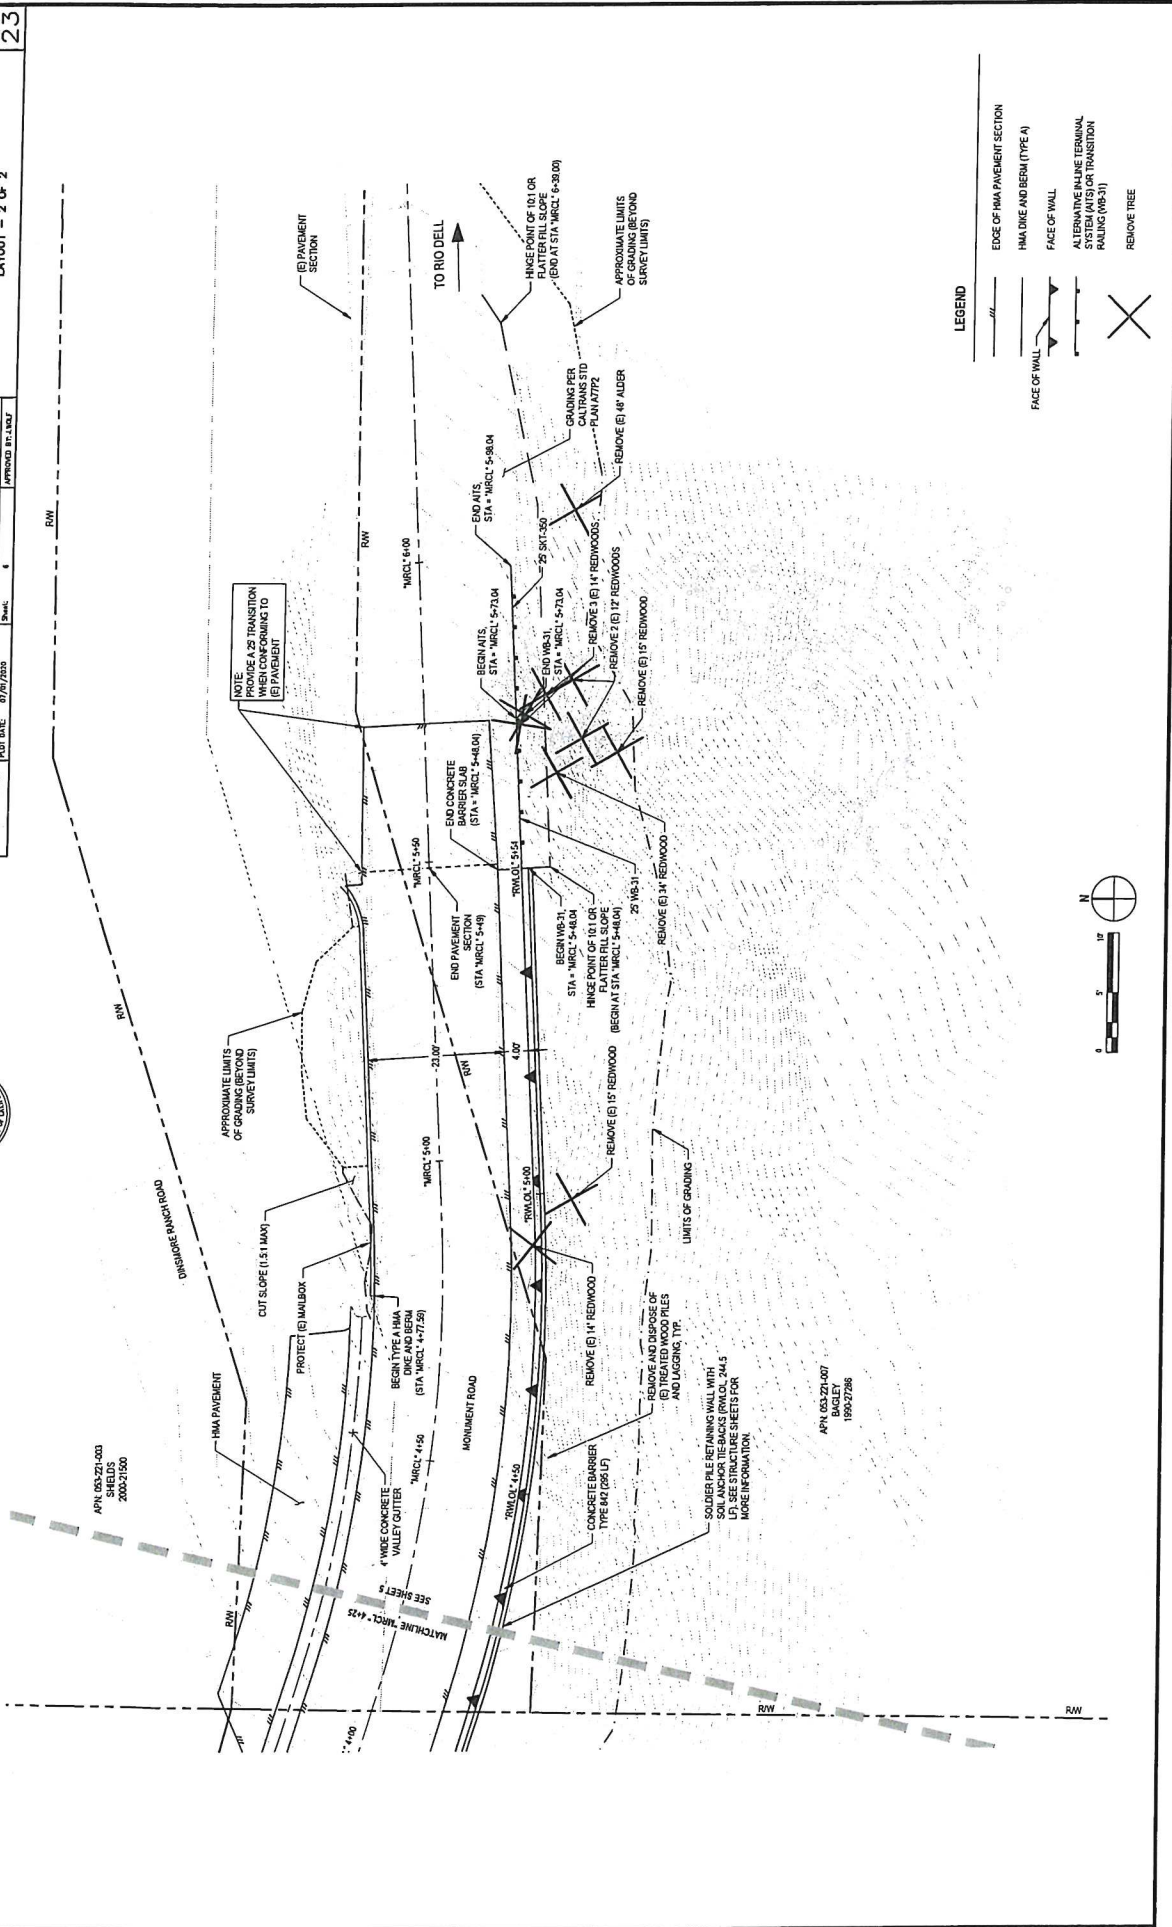 23
LAYOUT - 2 OF 2
PLOT DATE: 07/01/2020
Sheet: 6
APPROVED BY: J.WOLF
R/W
R/W
R/W
R/W
R/W
R/W
R/W
DINSMORE RANCH ROAD
APN: 053-221-003
SHIELDS
2000-21500
HMA PAVEMENT
CUT SLOPE (1.5:1 MAX)
PROTECT (E) MAILBOX
APPROXIMATE LIMITS
OF GRADING (BEYOND
SURVEY LIMITS)
NOTE:
PROVIDE A 25' TRANSITION
WHEN CONFORMING TO
(E) PAVEMENT
(E) PAVEMENT
SECTION
TO RIO DELL
MATCHLINE "MRCL" 4+25
SEE SHEET 5
4' WIDE CONCRETE
VALLEY GUTTER
BEGIN TYPE A HMA
DIKE AND BERM
(STA "MRCL" 4+77.59)
MONUMENT ROAD
4+00
"MRCL" 4+50
"MRCL" 5+00
"MRCL" 5+50
"MRCL" 6+00
23.00'
4.00'
END PAVEMENT
SECTION
(STA "MRCL" 5+49)
END CONCRETE
BARRIER SLAB
(STA = "MRCL" 5+48.04)
BEGIN AITS,
STA = "MRCL" 5+73.04
END AITS,
STA = "MRCL" 5+98.04
25' SKT-350
END WB-31,
STA = "MRCL" 5+73.04
HINGE POINT OF 10:1 OR
FLATTER FILL SLOPE
(END AT STA "MRCL" 6+39.00)
APPROXIMATE LIMITS
OF GRADING (BEYOND
SURVEY LIMITS)
GRADING PER
CALTRANS STD
PLAN A77P2
REMOVE (E) 48" ALDER
REMOVE 3 (E) 14" REDWOODS
REMOVE 2 (E) 12" REDWOODS
REMOVE (E) 15" REDWOOD
REMOVE (E) 34" REDWOOD
25' WB-31
"RWLOL" 4+50
"RWLOL" 5+00
"RWLOL" 5+54
BEGIN WB-31,
STA = "MRCL" 5+48.04
HINGE POINT OF 10:1 OR
FLATTER FILL SLOPE
(BEGIN AT STA "MRCL" 5+48.04)
REMOVE (E) 15" REDWOOD
REMOVE (E) 14" REDWOOD
LIMITS OF GRADING
REMOVE AND DISPOSE OF
(E) TREATED WOOD PILES
AND LAGGING, TYP.
CONCRETE BARRIER
TYPE 842 (295 LF)
SOLDIER PILE RETAINING WALL WITH
SOIL ANCHOR TIE-BACKS (RWLOL, 244.5
LF). SEE STRUCTURE SHEETS FOR
MORE INFORMATION.
APN: 053-221-007
BAGLEY
1990-27286
N
0
5'
10'
LEGEND
EDGE OF HMA PAVEMENT SECTION
HMA DIKE AND BERM (TYPE A)
FACE OF WALL
FACE OF WALL
ALTERNATIVE IN-LINE TERMINAL
SYSTEM (AITS) OR TRANSITION
RAILING (WB-31)
REMOVE TREE